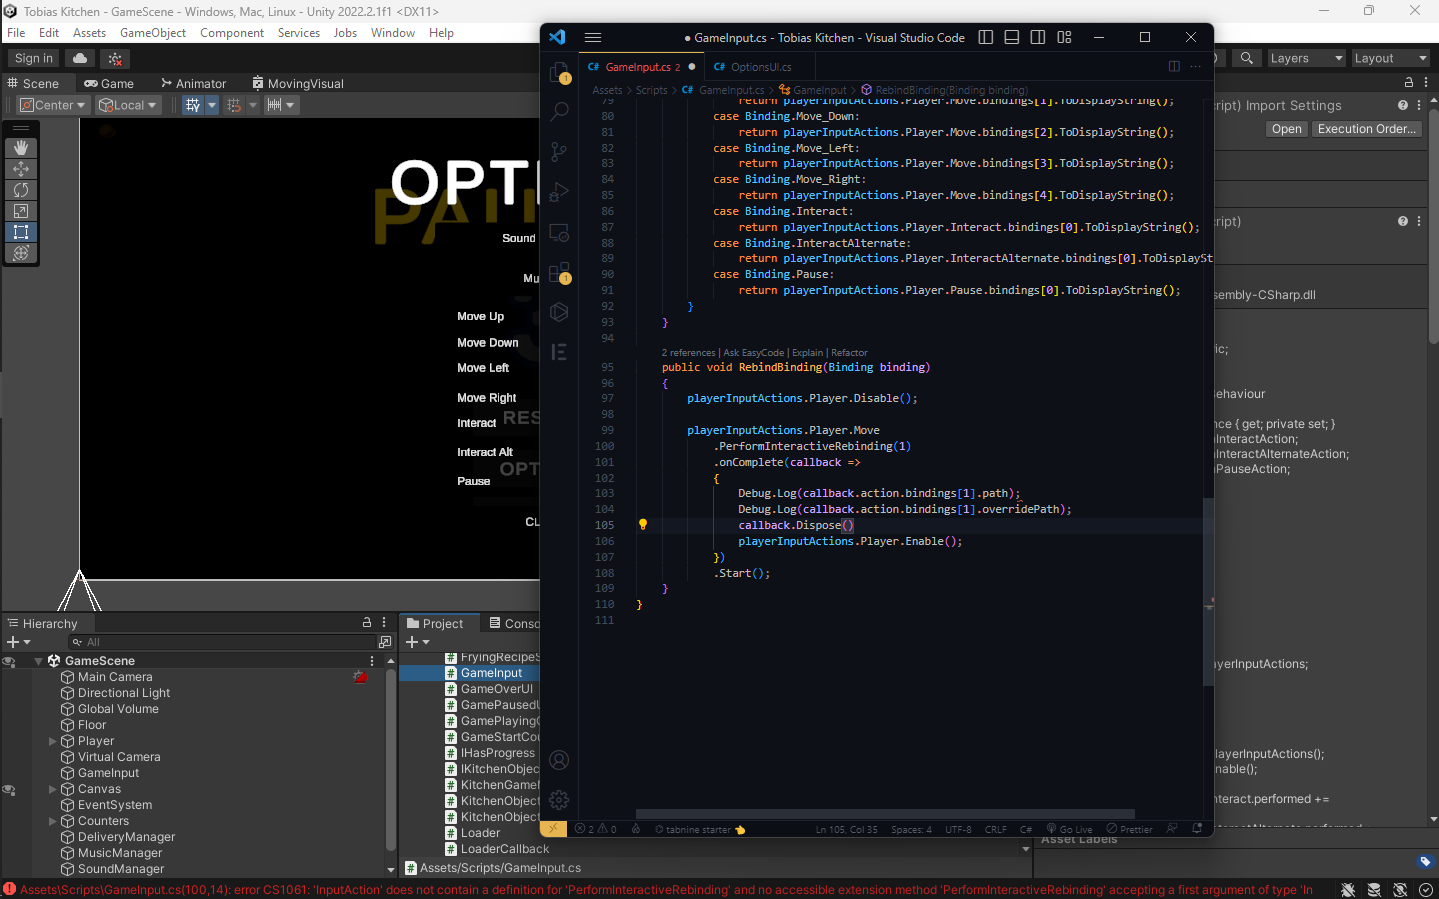 Tobias Kitchen - GameScene - Windows, Mac, Linux - Unity 2022.2.1f1 <DX11>
File Edit Assets GameObject Component Services Jobs Window Help
Sign in
Layers
Layout
Scene
Game
Animator
MovingVisual
Center
Local
OPTI
PAU
Sound
Mu
Move Up
Move Down
Move Left
Move Right
Interact
Interact Alt
Pause
RES
OPT
CL
GameInput.cs - Tobias Kitchen - Visual Studio Code
GameInput.cs 2
OptionsUI.cs
Assets > Scripts > GameInput.cs > GameInput > RebindBinding(Binding binding)
79 return playerInputActions.Player.Move.bindings[1].ToDisplayString();
80 case Binding.Move_Down:
81 return playerInputActions.Player.Move.bindings[2].ToDisplayString();
82 case Binding.Move_Left:
83 return playerInputActions.Player.Move.bindings[3].ToDisplayString();
84 case Binding.Move_Right:
85 return playerInputActions.Player.Move.bindings[4].ToDisplayString();
86 case Binding.Interact:
87 return playerInputActions.Player.Interact.bindings[0].ToDisplayString();
88 case Binding.InteractAlternate:
89 return playerInputActions.Player.InteractAlternate.bindings[0].ToDisplaySt
90 case Binding.Pause:
91 return playerInputActions.Player.Pause.bindings[0].ToDisplayString();
92 }
93 }
94
2 references | Ask EasyCode | Explain | Refactor
95 public void RebindBinding(Binding binding)
96 {
97 playerInputActions.Player.Disable();
98
99 playerInputActions.Player.Move
100 .PerformInteractiveRebinding(1)
101 .onComplete(callback =>
102 {
103 Debug.Log(callback.action.bindings[1].path);
104 Debug.Log(callback.action.bindings[1].overridePath);
105 callback.Dispose()
106 playerInputActions.Player.Enable();
107 })
108 .Start();
109 }
110 }
111
2 0
tabnine starter
Ln 105, Col 35
Spaces: 4
UTF-8
CRLF
C#
Go Live
Prettier
cript) Import Settings
Open
Execution Order...
cript)
sembly-CSharp.dll
ic;
ehaviour
nce { get; private set; }
InteractAction;
InteractAlternateAction;
PauseAction;
ayerInputActions;
layerInputActions();
nable();
nteract.performed +=
Asset Labels
Hierarchy
All
GameScene
Main Camera
Directional Light
Global Volume
Floor
Player
Virtual Camera
GameInput
Canvas
EventSystem
Counters
DeliveryManager
MusicManager
SoundManager
Project
Conso
FryingRecipeS
GameInput
GameOverUI
GamePausedU
GamePlayingC
GameStartCou
IHasProgress
IKitchenObjec
KitchenGameM
KitchenObject
KitchenObject
Loader
LoaderCallback
Assets/Scripts/GameInput.cs
Assets\Scripts\GameInput.cs(100,14): error CS1061: 'InputAction' does not contain a definition for 'PerformInteractiveRebinding' and no accessible extension method 'PerformInteractiveRebinding' accepting a first argument of type 'In